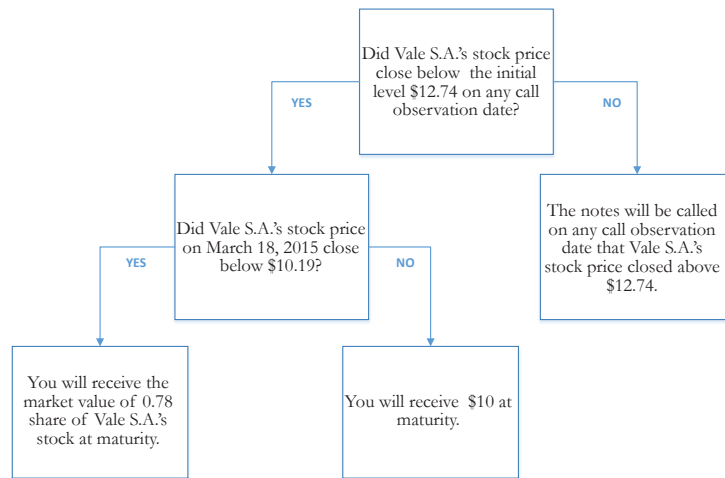 Did Vale S.A.'s stock price
close below the initial
level $12.74 on any call
observation date?
YES
NO
Did Vale S.A.'s stock price
on March 18, 2015 close
below $10.19?
The notes will be called
on any call observation
date that Vale S.A.'s
stock price closed above
$12.74.
YES
NO
You will receive the
market value of 0.78
share of Vale S.A.'s
stock at maturity.
You will receive $10 at
maturity.